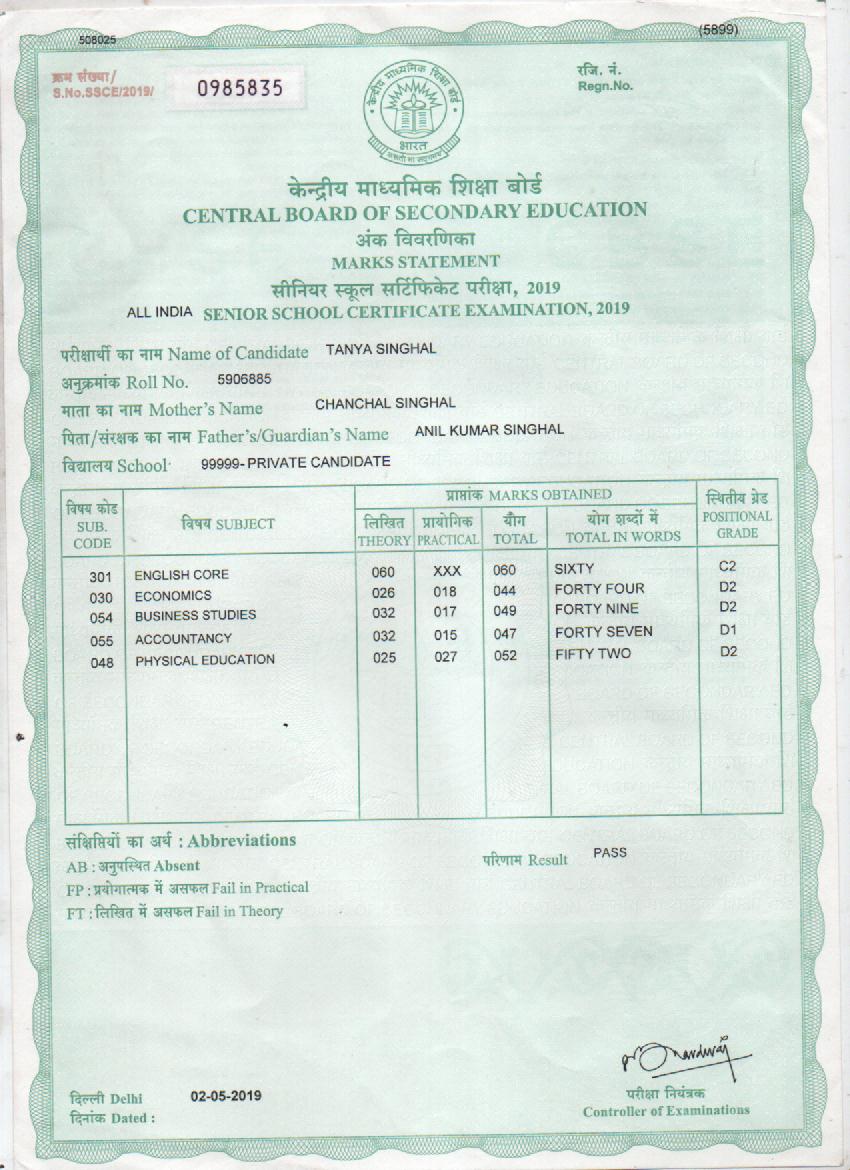 508025
(5899)
क्रम संख्या/
S.No.SSCE/2019/
0985835
रजि. नं.
Regn.No.
केन्द्रीय माध्यमिक शिक्षा बोर्ड
भारत
असतो मा सद्गमय
केन्द्रीय माध्यमिक शिक्षा बोर्ड
CENTRAL BOARD OF SECONDARY EDUCATION
अंक विवरणिका
MARKS STATEMENT
सीनियर स्कूल सर्टिफिकेट परीक्षा, 2019
ALL INDIA SENIOR SCHOOL CERTIFICATE EXAMINATION, 2019
परीक्षार्थी का नाम Name of Candidate TANYA SINGHAL
अनुक्रमांक Roll No. 5906885
माता का नाम Mother's Name CHANCHAL SINGHAL
पिता/संरक्षक का नाम Father's/Guardian's Name ANIL KUMAR SINGHAL
विद्यालय School 99999- PRIVATE CANDIDATE
विषय कोड SUB. CODE
विषय SUBJECT
प्राप्तांक MARKS OBTAINED
लिखित THEORY
प्रायोगिक PRACTICAL
योग TOTAL
योग शब्दों में TOTAL IN WORDS
स्थितीय ग्रेड POSITIONAL GRADE
301 ENGLISH CORE 060 XXX 060 SIXTY C2
030 ECONOMICS 026 018 044 FORTY FOUR D2
054 BUSINESS STUDIES 032 017 049 FORTY NINE D2
055 ACCOUNTANCY 032 015 047 FORTY SEVEN D1
048 PHYSICAL EDUCATION 025 027 052 FIFTY TWO D2
संक्षिप्तियों का अर्थ : Abbreviations
AB : अनुपस्थित Absent
परिणाम Result PASS
FP : प्रयोगात्मक में असफल Fail in Practical
FT : लिखित में असफल Fail in Theory
दिल्ली Delhi
दिनांक Dated :
02-05-2019
परीक्षा नियंत्रक
Controller of Examinations